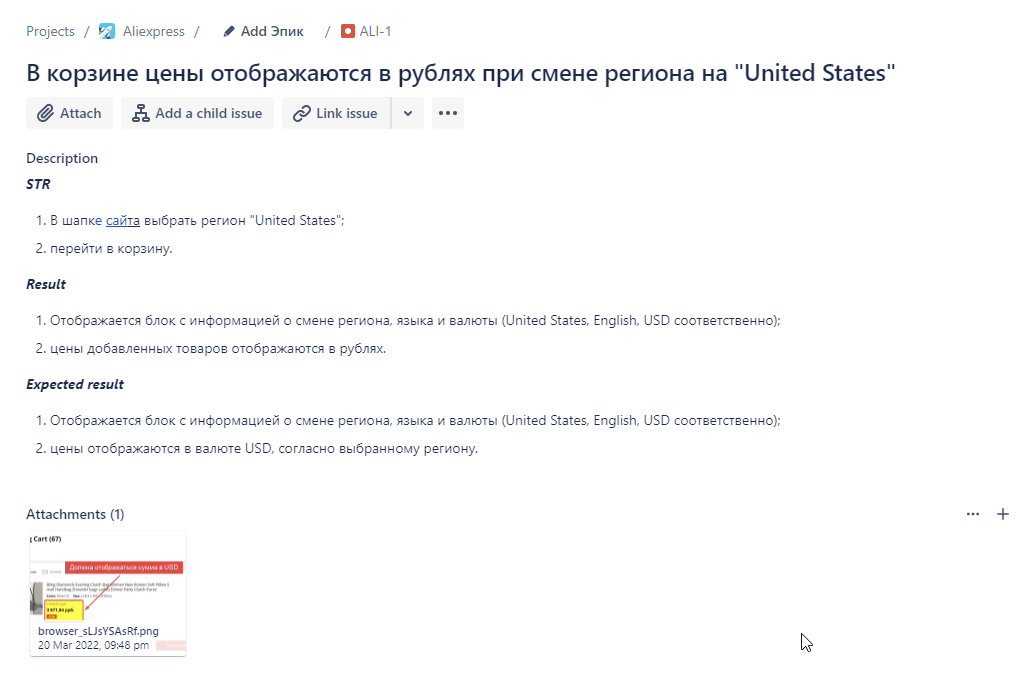 Projects / Aliexpress / Add Эпик / ALI-1
В корзине цены отображаются в рублях при смене региона на "United States"
Attach Add a child issue Link issue
Description
STR
1. В шапке сайта выбрать регион "United States";
2. перейти в корзину.
Result
1. Отображается блок с информацией о смене региона, языка и валюты (United States, English, USD соответственно);
2. цены добавленных товаров отображаются в рублях.
Expected result
1. Отображается блок с информацией о смене региона, языка и валюты (United States, English, USD соответственно);
2. цены отображаются в валюте USD, согласно выбранному региону.
Attachments (1)
Cart (67)
Должна отображаться сумма в USD
browser_sLJsYSAsRf.png
20 Mar 2022, 09:48 pm